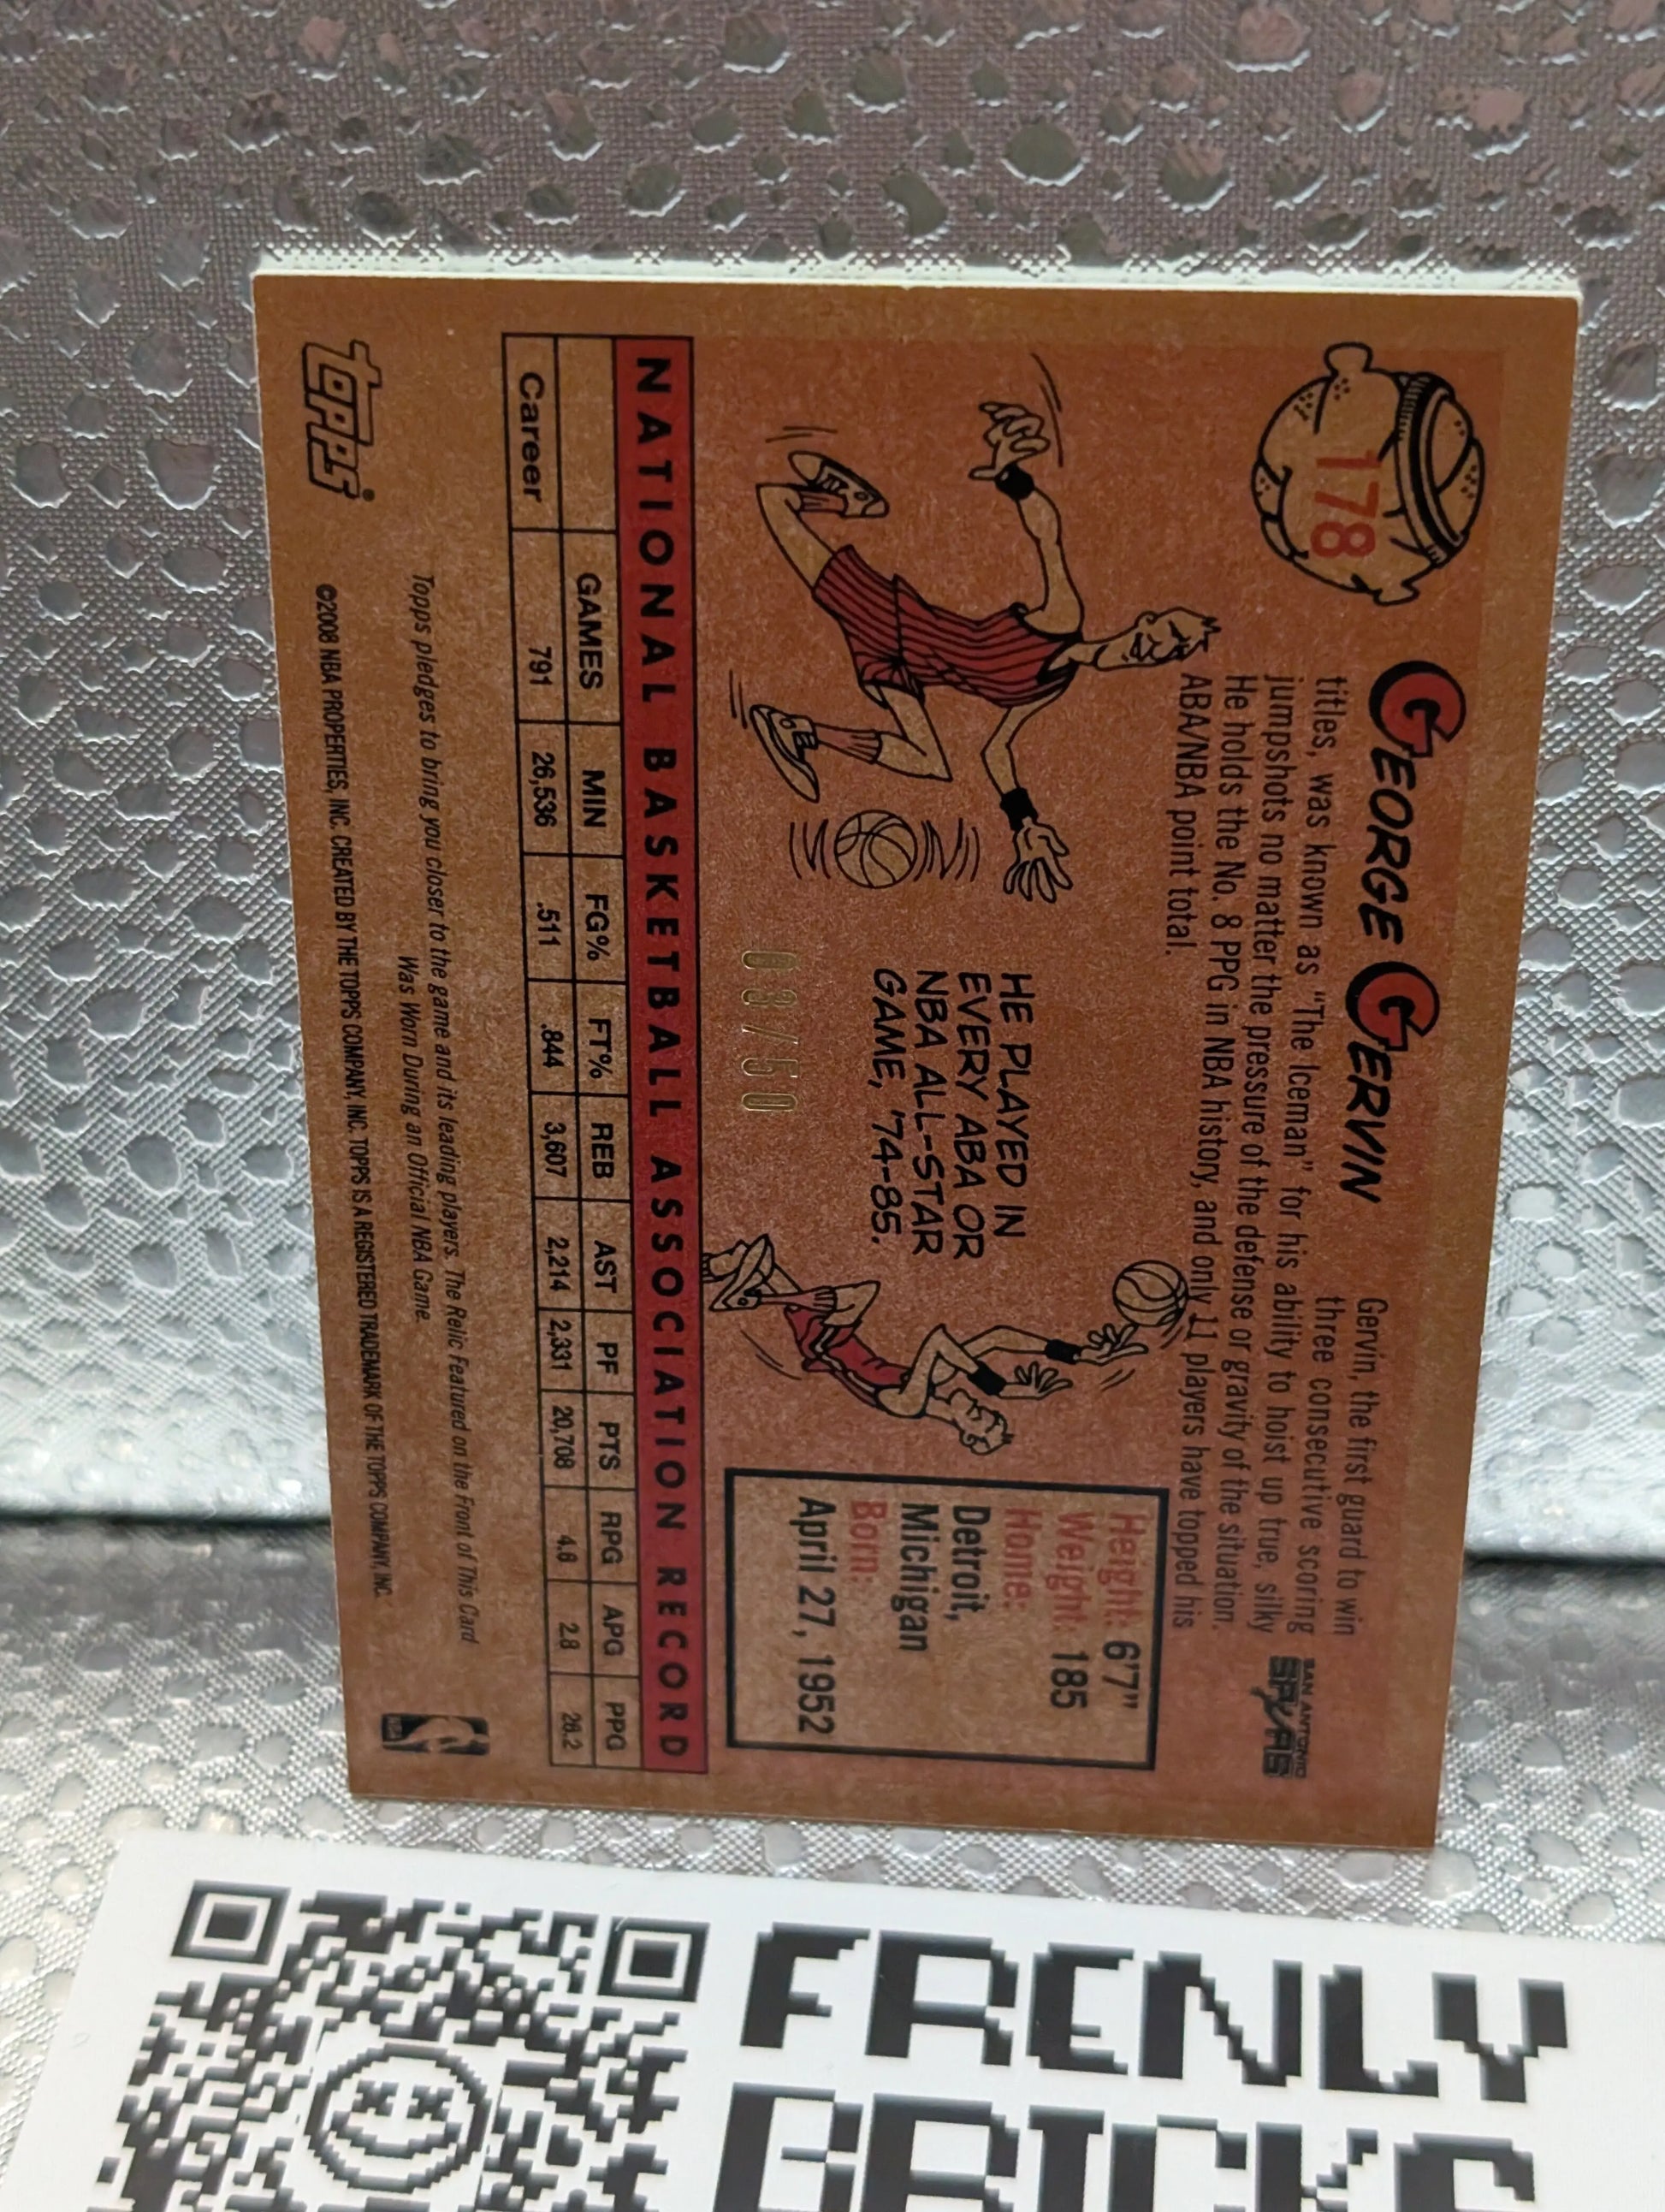 178
GEORGE GERVIN
Gervin, the first guard to win
three consecutive scoring
titles, was known as "The Iceman" for his ability to hoist up true, silky
jumpshots no matter the pressure of the defense or gravity of the situation.
He holds the No. 8 PPG in NBA history, and only 11 players have topped his
ABA/NBA point total.
SAN ANTONIO
SPURS
HE PLAYED IN
EVERY ABA OR
NBA ALL-STAR
GAME, '74-85.
Height: 6'7"
Weight: 185
Home:
Detroit,
Michigan
Born:
April 27, 1952
NATIONAL BASKETBALL ASSOCIATION RECORD
GAMES MIN FG% FT% REB AST PF PTS RPG APG PPG
Career 791 26,536 .511 .844 3,607 2,214 2,331 20,708 4.6 2.8 26.2
Topps pledges to bring you closer to the game and its leading players. The Relic Featured on the Front of This Card
Was Worn During an Official NBA Game.
topps®
©2008 NBA PROPERTIES, INC. CREATED BY THE TOPPS COMPANY, INC. TOPPS IS A REGISTERED TRADEMARK OF THE TOPPS COMPANY, INC.
NBA
FRENLY